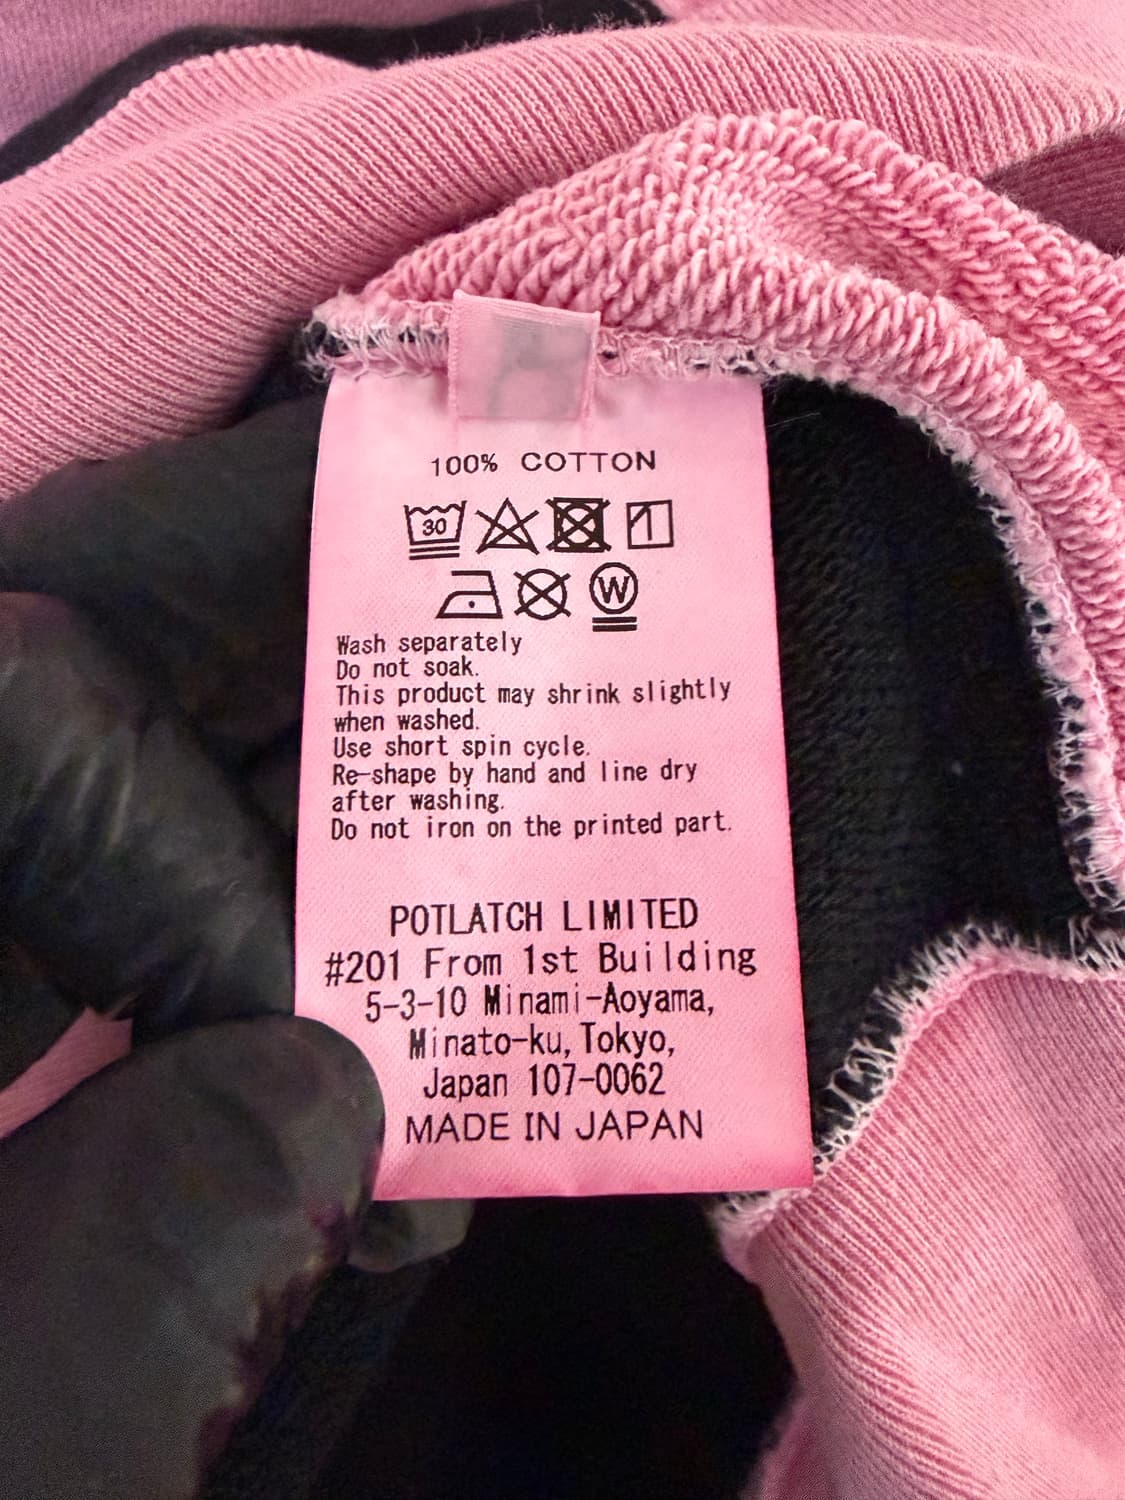 100% COTTON
30
W
Wash separately
Do not soak.
This product may shrink slightly
when washed.
Use short spin cycle.
Re-shape by hand and line dry
after washing.
Do not iron on the printed part.
POTLATCH LIMITED
#201 From 1st Building
5-3-10 Minami-Aoyama,
Minato-ku, Tokyo,
Japan 107-0062
MADE IN JAPAN